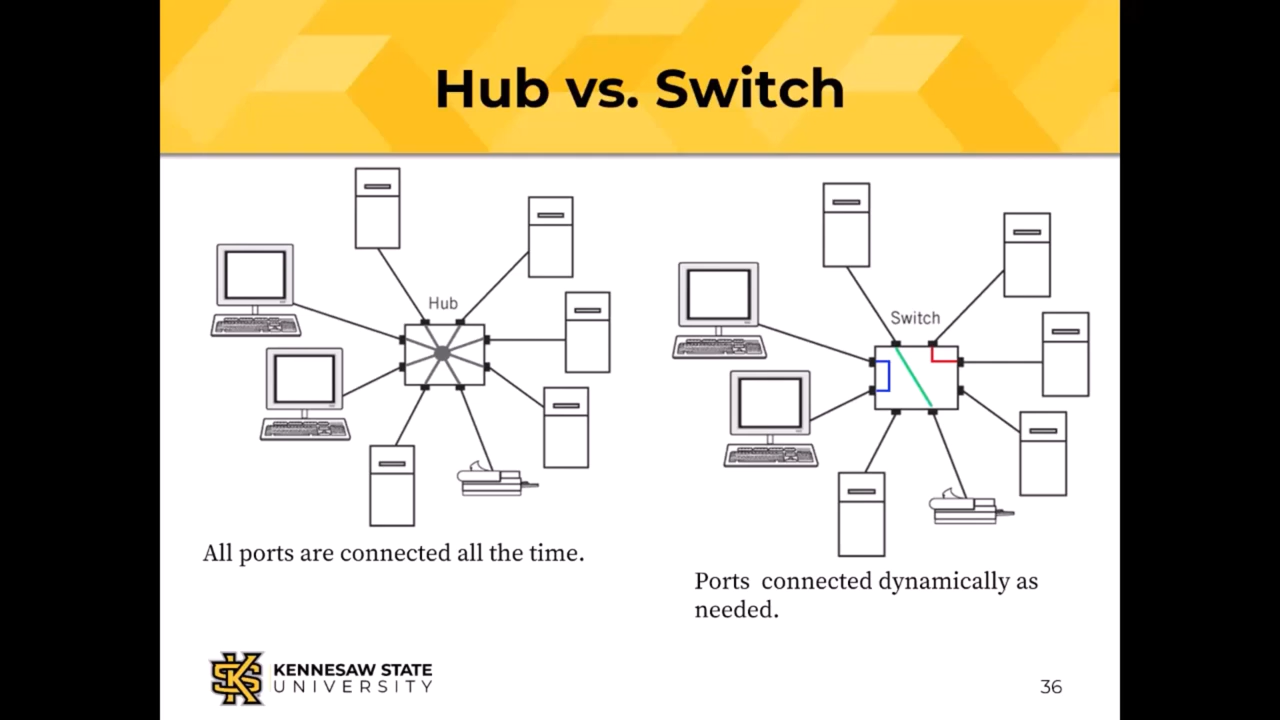 Hub vs. Switch
Hub
Switch
All ports are connected all the time.
Ports  connected dynamically as
needed.
KENNESAW STATE
UNIVERSITY
36